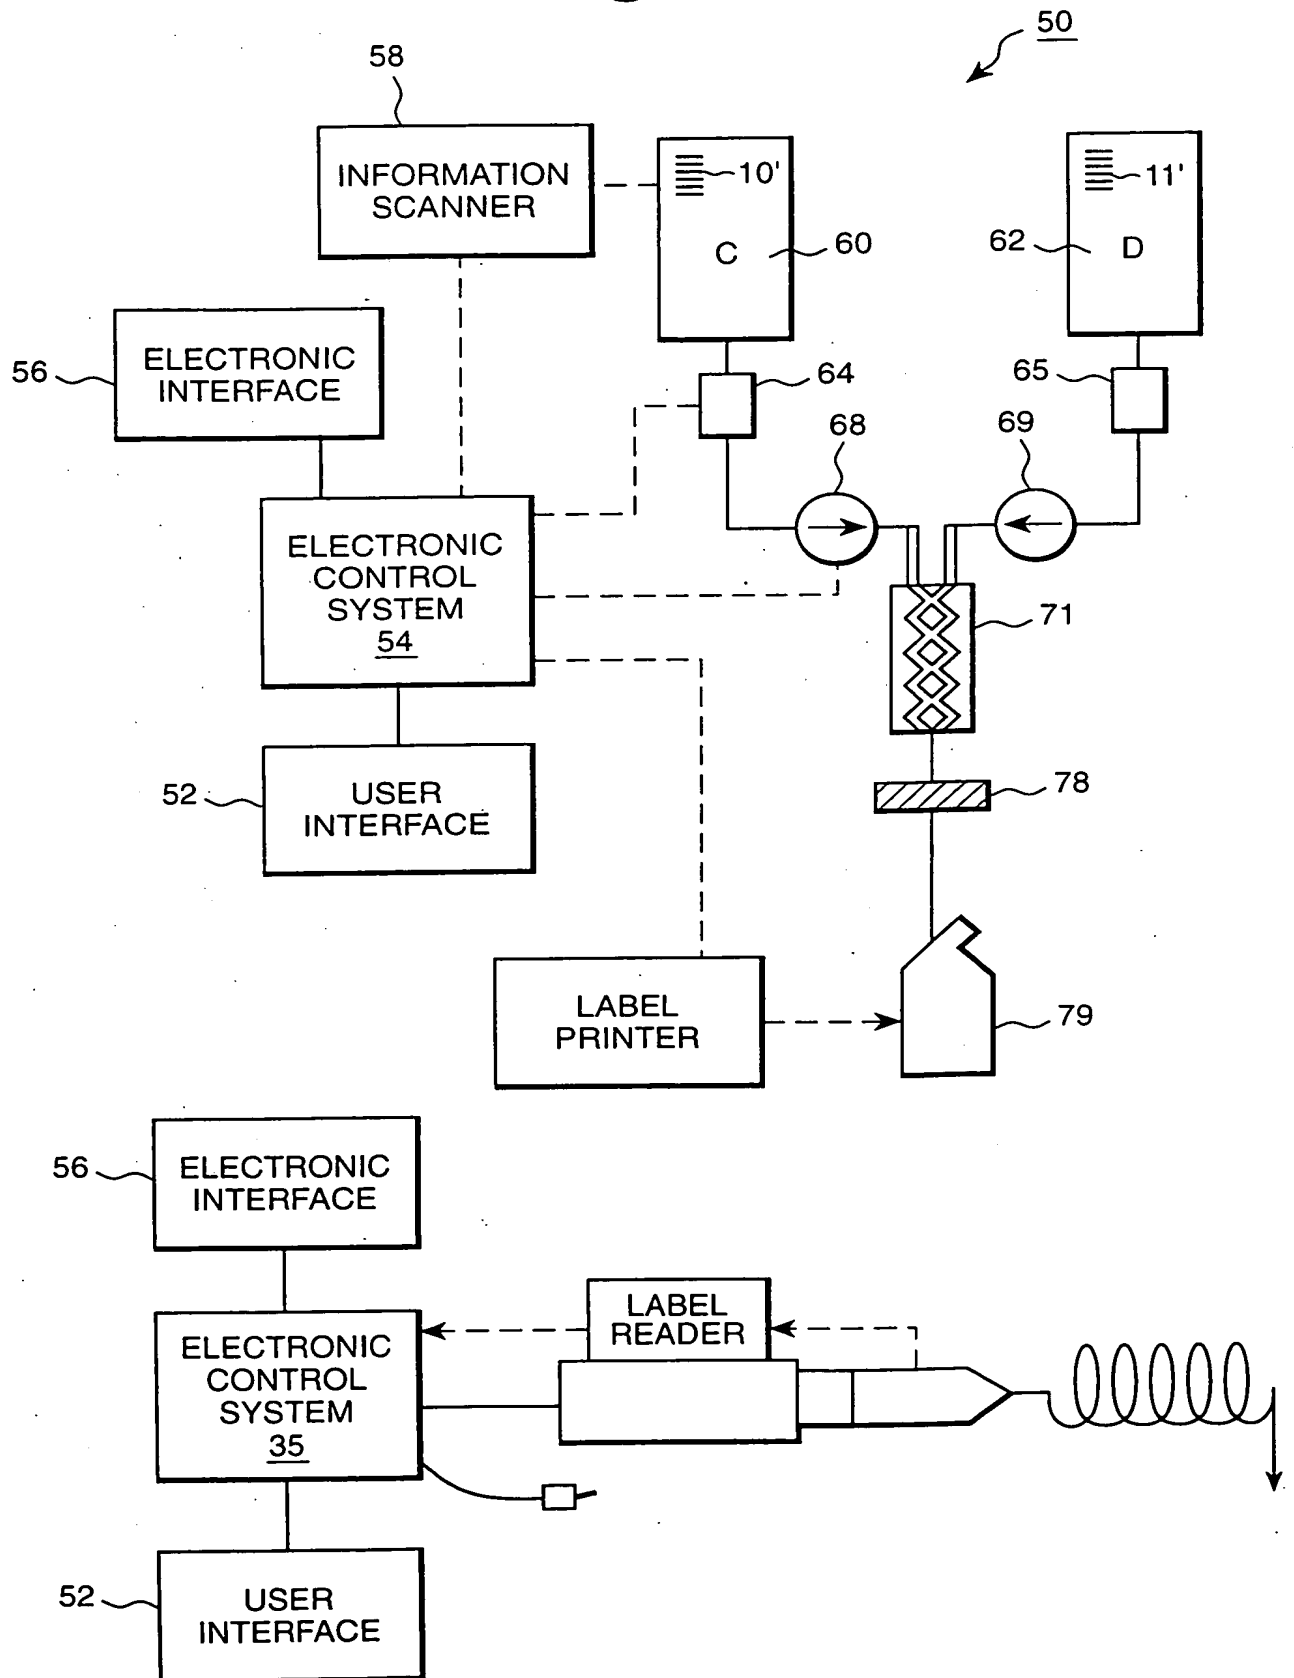 50
58
INFORMATION
SCANNER
10'
11'
C
60
62
D
56
ELECTRONIC
INTERFACE
64
65
68
69
ELECTRONIC
CONTROL
SYSTEM
54
71
52
USER
INTERFACE
78
LABEL
PRINTER
79
56
ELECTRONIC
INTERFACE
LABEL
READER
ELECTRONIC
CONTROL
SYSTEM
35
52
USER
INTERFACE